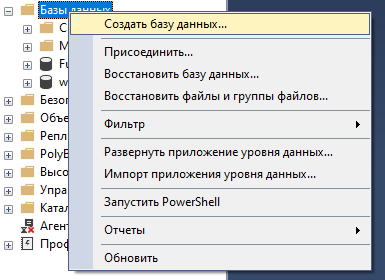 Базы данных
Создать базу данных...
Присоединить...
Восстановить базу данных...
Восстановить файлы и группы файлов...
Фильтр
Развернуть приложение уровня данных...
Импорт приложения уровня данных...
Запустить PowerShell
Отчеты
Обновить
С
Fu
w
Безоп
Объе
Репл
PolyB
Высо
Упра
Катал
Агент
Проф